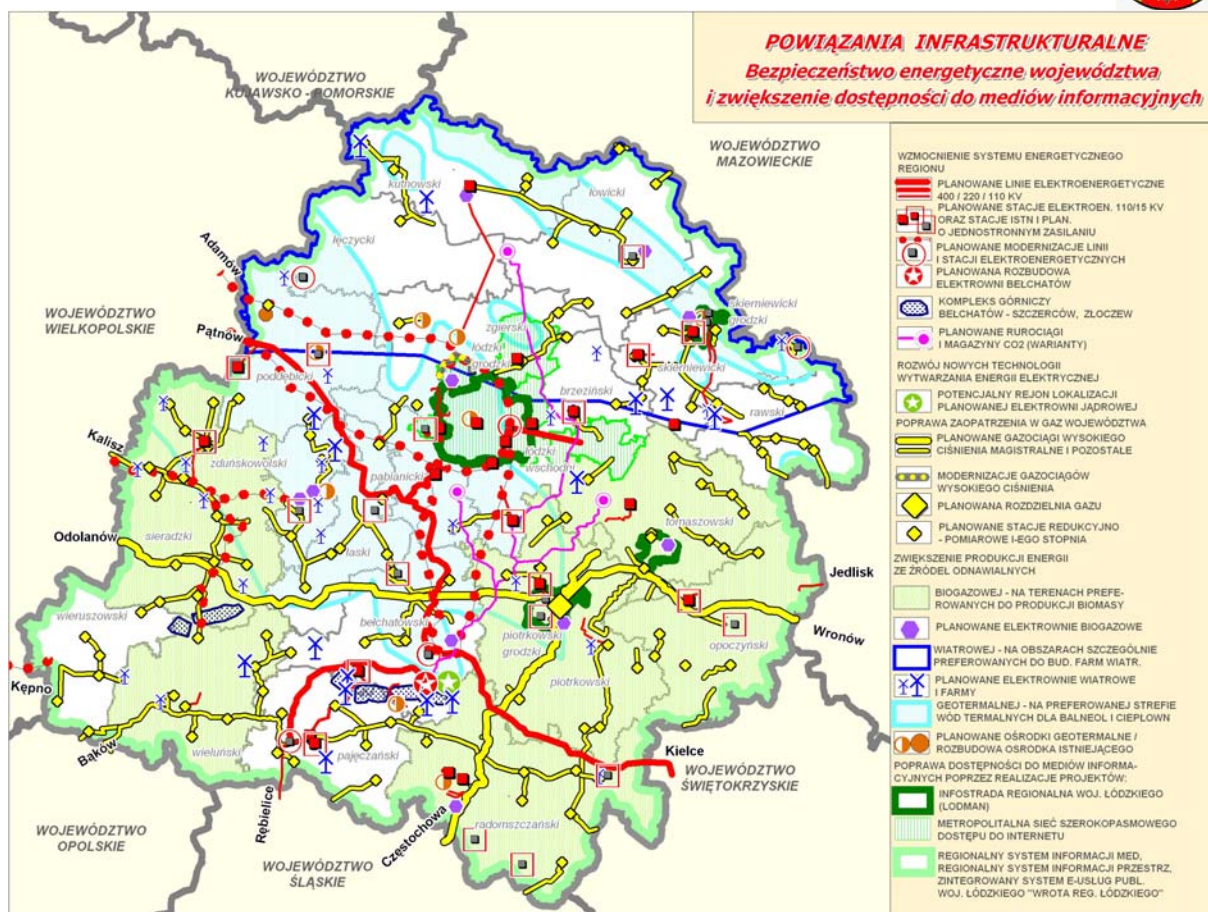 POWIĄZANIA INFRASTRUKTURALNE
Bezpieczeństwo energetyczne województwa
i zwiększenie dostępności do mediów informacyjnych
WOJEWÓDZTWO
KUJAWSKO - POMORSKIE
WOJEWÓDZTWO
MAZOWIECKIE
WOJEWÓDZTWO
WIELKOPOLSKIE
WOJEWÓDZTWO
OPOLSKIE
WOJEWÓDZTWO
ŚLĄSKIE
WOJEWÓDZTWO
ŚWIĘTOKRZYSKIE
kutnowski
łowicki
łęczycki
Adamów
Pątnów
zgierski
skierniewicki
grodzki
łódzki
grodzki
skierniewicki
poddębicki
brzeziński
rawski
Kalisz
zduńskowolski
pabianicki
łódzki
wschodni
Odolanów
sieradzki
łaski
tomaszowski
Jedlisk
wieruszowski
bełchatowski
piotrkowski
grodzki
opoczyński
Wronów
Kępno
piotrkowski
Bąków
wieluński
pajęczański
Kielce
Rębielice
Częstochowa
radomszczański
WZMOCNIENIE SYSTEMU ENERGETYCZNEGO
REGIONU
PLANOWANE LINIE ELEKTROENERGETYCZNE
400 / 220 / 110 KV
PLANOWANE STACJE ELEKTROEN. 110/15 KV
ORAZ STACJE ISTN I PLAN.
O JEDNOSTRONNYM ZASILANIU
PLANOWANE MODERNIZACJE LINII
I STACJI ELEKTROENERGETYCZNYCH
PLANOWANA ROZBUDOWA
ELEKTROWNI BEŁCHATÓW
KOMPLEKS GÓRNICZY
BEŁCHATÓW - SZCZERCÓW, ZŁOCZEW
PLANOWANE RUROCIĄGI
I MAGAZYNY CO2 (WARIANTY)
ROZWÓJ NOWYCH TECHNOLOGII
WYTWARZANIA ENERGII ELEKTRYCZNEJ
POTENCJALNY REJON LOKALIZACJI
PLANOWANEJ ELEKTROWNI JĄDROWEJ
POPRAWA ZAOPATRZENIA W GAZ WOJEWÓDZTWA
PLANOWANE GAZOCIĄGI WYSOKIEGO
CIŚNIENIA MAGISTRALNE I POZOSTAŁE
MODERNIZACJE GAZOCIĄGÓW
WYSOKIEGO CIŚNIENIA
PLANOWANA ROZDZIELNIA GAZU
PLANOWANE STACJE REDUKCYJNO
- POMIAROWE I-EGO STOPNIA
ZWIĘKSZENIE PRODUKCJI ENERGII
ZE ŹRÓDEŁ ODNAWIALNYCH
BIOGAZOWEJ - NA TERENACH PREFE-
ROWANYCH DO PRODUKCJI BIOMASY
PLANOWANE ELEKTROWNIE BIOGAZOWE
WIATROWEJ - NA OBSZARACH SZCZEGÓLNIE
PREFEROWANYCH DO BUD. FARM WIATR.
PLANOWANE ELEKTROWNIE WIATROWE
I FARMY
GEOTERMALNEJ - NA PREFEROWANEJ STREFIE
WÓD TERMALNYCH DLA BALNEOL I CIEPŁOWN
PLANOWANE OŚRODKI GEOTERMALNE /
ROZBUDOWA OSRODKA ISTNIEJĄCEGO
POPRAWA DOSTĘPNOŚCI DO MEDIÓW INFORMA-
CYJNYCH POPRZEZ REALIZACJE PROJEKTÓW:
INFOSTRADA REGIONALNA WOJ. ŁÓDZKIEGO
(LODMAN)
METROPOLITALNA SIEĆ SZEROKOPASMOWEGO
DOSTĘPU DO INTERNETU
REGIONALNY SYSTEM INFORMACJI MED,
REGIONALNY SYSTEM INFORMACJI PRZESTRZ,
ZINTEGROWANY SYSTEM E-USŁUG PUBL.
WOJ. ŁÓDZKIEGO "WROTA REG. ŁÓDZKIEGO"